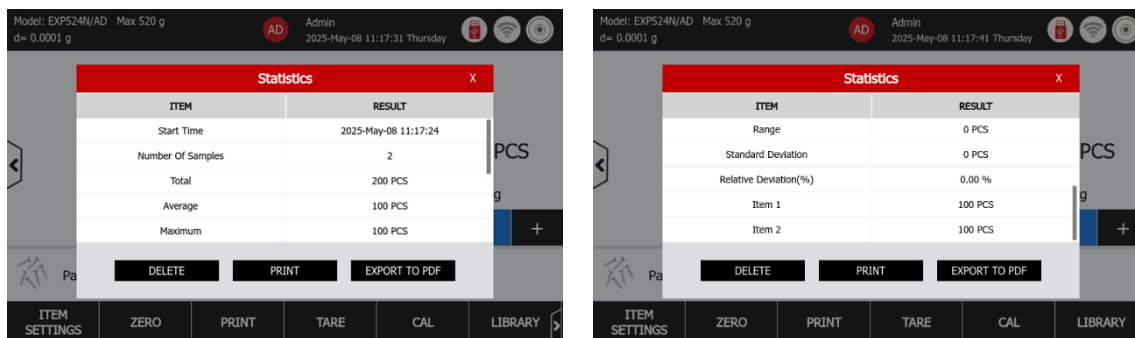 Model: EXP524N/AD Max 520 g
d= 0.0001 g
AD
Admin
2025-May-08 11:17:31 Thursday
Statistics X
ITEM RESULT
Start Time 2025-May-08 11:17:24
Number Of Samples 2
Total 200 PCS
Average 100 PCS
Maximum 100 PCS
PCS
g
+
Pa
DELETE PRINT EXPORT TO PDF
ITEM SETTINGS ZERO PRINT TARE CAL LIBRARY
Model: EXP524N/AD Max 520 g
d= 0.0001 g
AD
Admin
2025-May-08 11:17:41 Thursday
Statistics X
ITEM RESULT
Range 0 PCS
Standard Deviation 0 PCS
Relative Deviation(%) 0.00 %
Item 1 100 PCS
Item 2 100 PCS
PCS
g
+
Pa
DELETE PRINT EXPORT TO PDF
ITEM SETTINGS ZERO PRINT TARE CAL LIBRARY